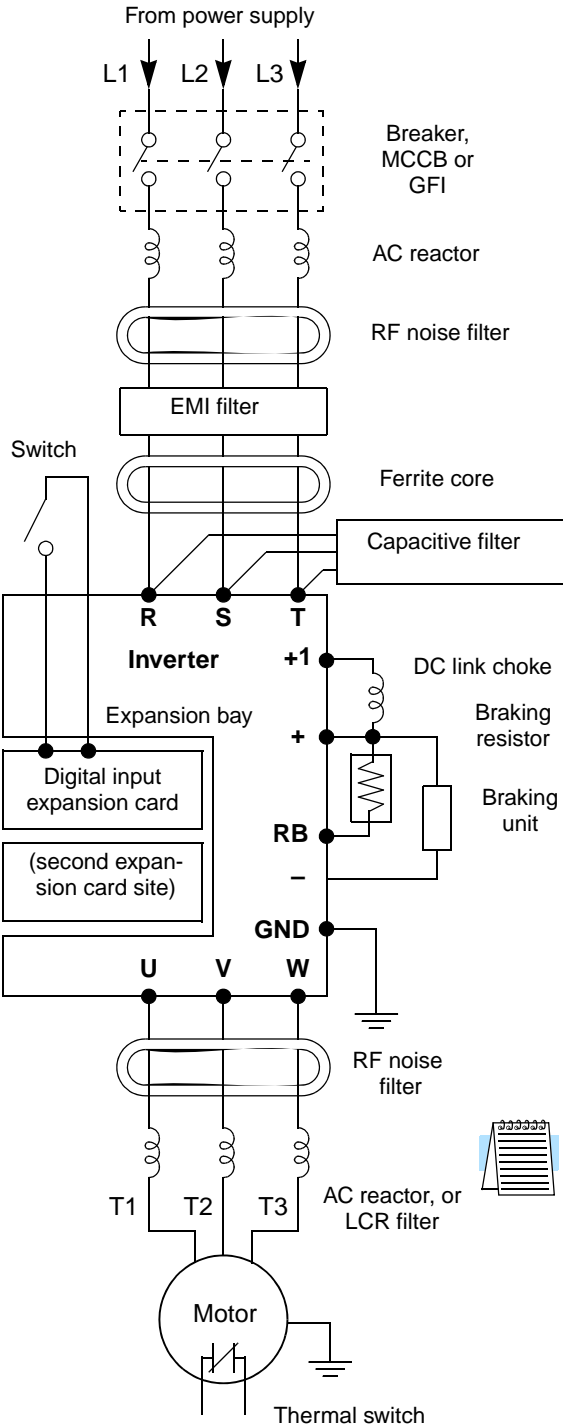 From power supply
L1 L2 L3
Breaker,
MCCB or
GFI
AC reactor
RF noise filter
EMI filter
Switch
Ferrite core
Capacitive filter
R S T
Inverter
+1
DC link choke
Expansion bay
+
Braking
resistor
Digital input
expansion card
Braking
unit
RB
(second expan-
sion card site)
–
GND
U V W
RF noise
filter
T1 T2 T3
AC reactor, or
LCR filter
Motor
Thermal switch